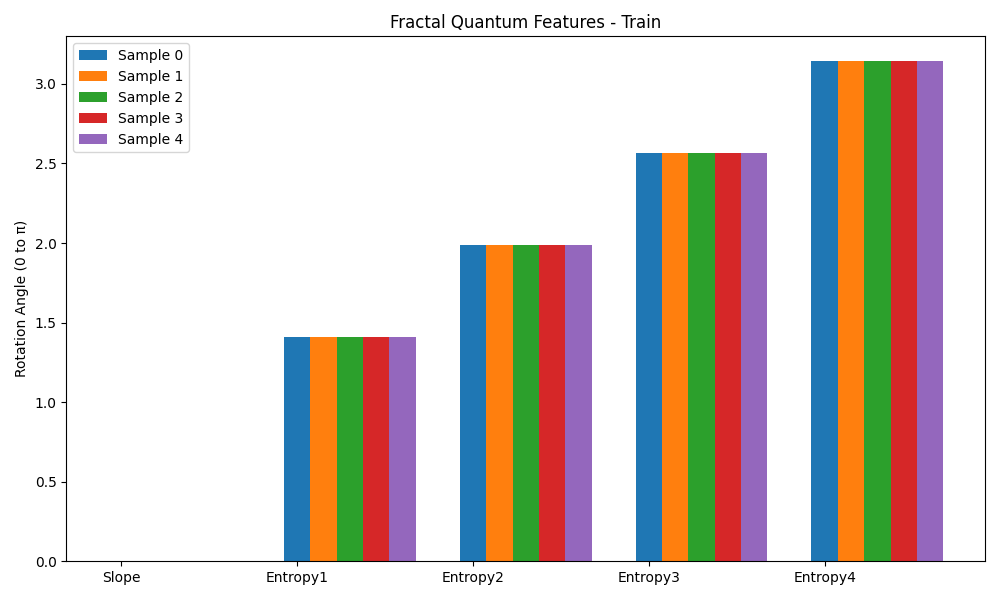 Fractal Quantum Features - Train
Sample 0
Sample 1
Sample 2
Sample 3
Sample 4
Rotation Angle (0 to π)
3.0
2.5
2.0
1.5
1.0
0.5
0.0
Slope Entropy1 Entropy2 Entropy3 Entropy4